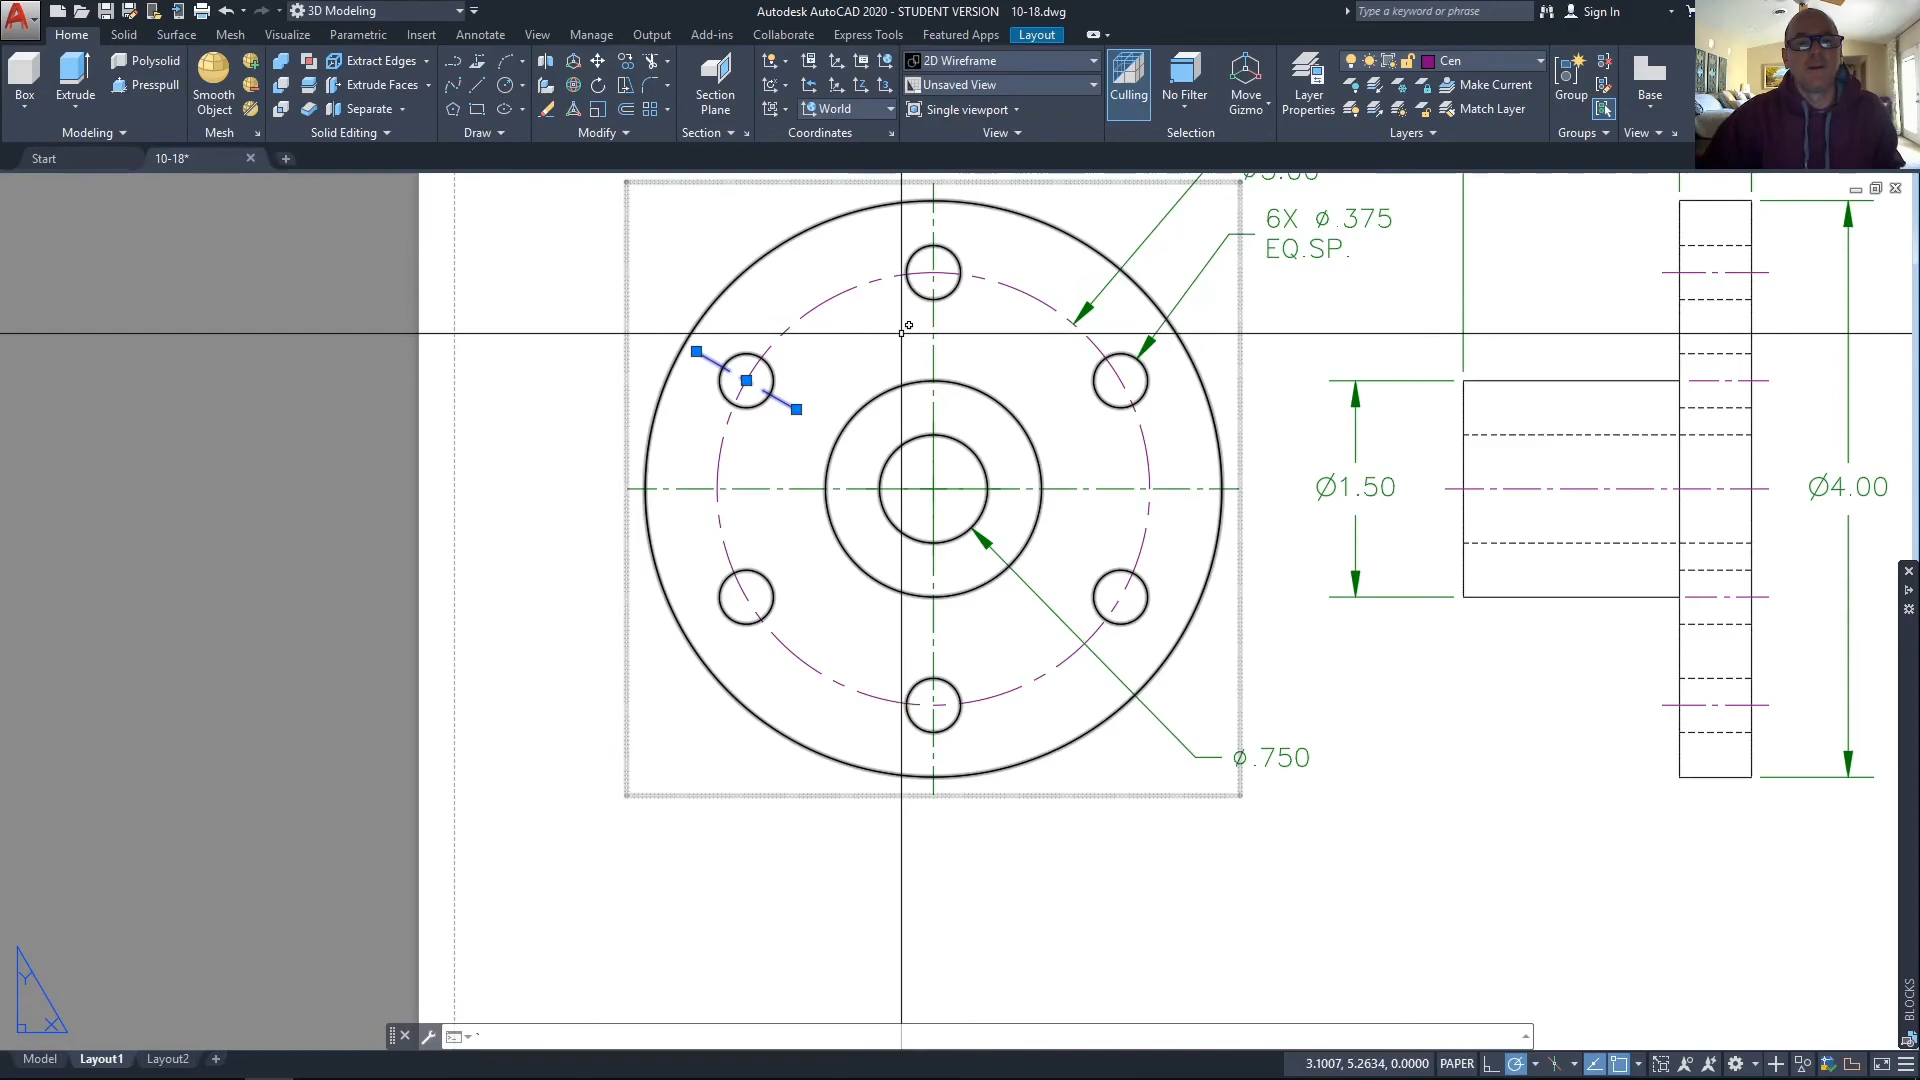 3D Modeling
Autodesk AutoCAD 2020 - STUDENT VERSION 10-18.dwg
Type a keyword or phrase
Sign In
Home Solid Surface Mesh Visualize Parametric Insert Annotate View Manage Output Add-ins Collaborate Express Tools Featured Apps Layout
Box
Extrude
Polysolid
Presspull
Modeling
Smooth
Object
Mesh
Extract Edges
Extrude Faces
Separate
Solid Editing
Draw
Modify
Section
Plane
Section
World
Coordinates
2D Wireframe
Unsaved View
Single viewport
View
Culling
No Filter
Move
Gizmo
Selection
Layer
Properties
Cen
Make Current
Match Layer
Layers
Group
Groups
Base
View
Start
10-18*
6X ⌀.375
EQ.SP.
⌀1.50
⌀4.00
⌀.750
Y
X
BLOCKS
Model Layout1 Layout2
3.1007, 5.2634, 0.0000 PAPER